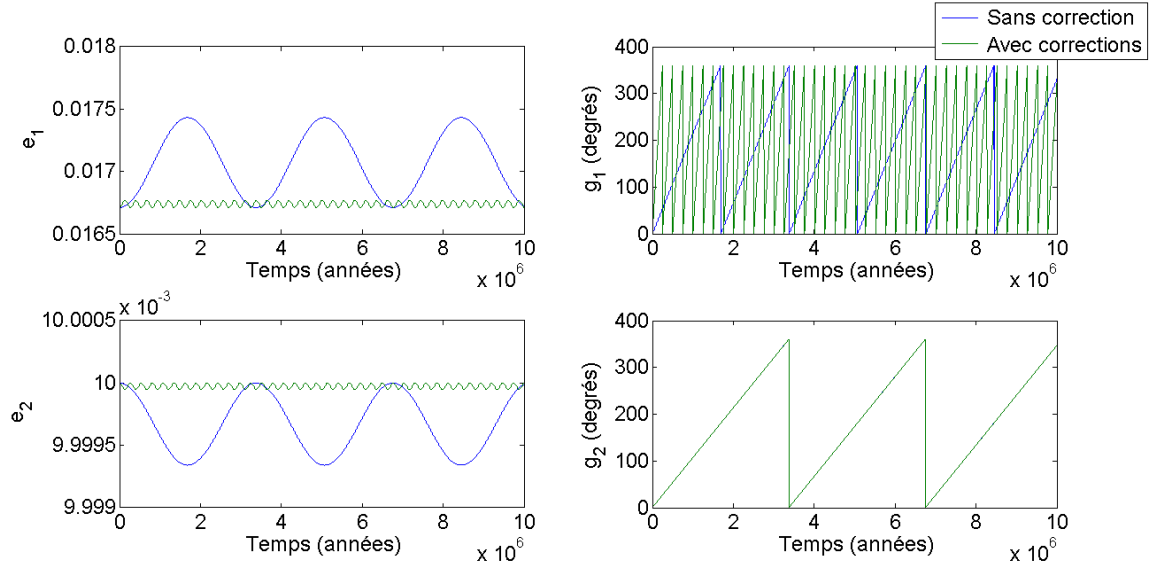 Sans correction
Avec corrections
0.018
0.0175
0.017
0.0165
e1
0 2 4 6 8 10
Temps (années)
x 10^6
400
300
200
100
0
g1 (degrés)
0 2 4 6 8 10
Temps (années)
x 10^6
x 10^-3
10.0005
10
9.9995
9.999
e2
0 2 4 6 8 10
Temps (années)
x 10^6
400
300
200
100
0
g2 (degrés)
0 2 4 6 8 10
Temps (années)
x 10^6